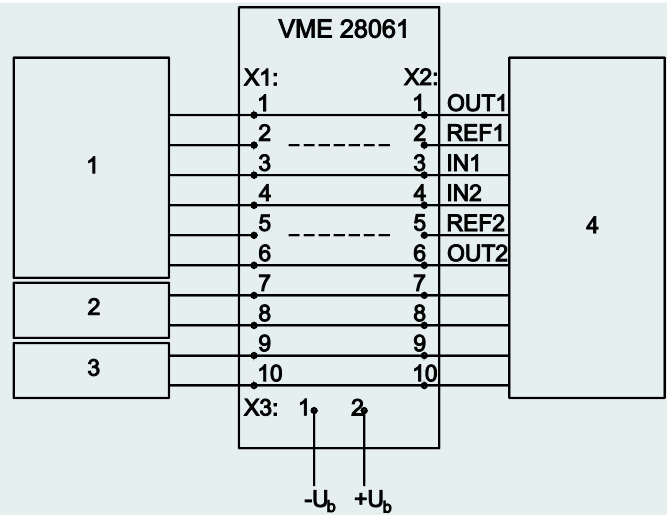 VME 28061
X1: X2:
1 1 OUT1
2 2 REF1
1 3 3 IN1
4 4 IN2
5 5 REF2 4
6 6 OUT2
7 7
2 8 8
9 9
3 10 10
X3: 1 2
-Ub +Ub